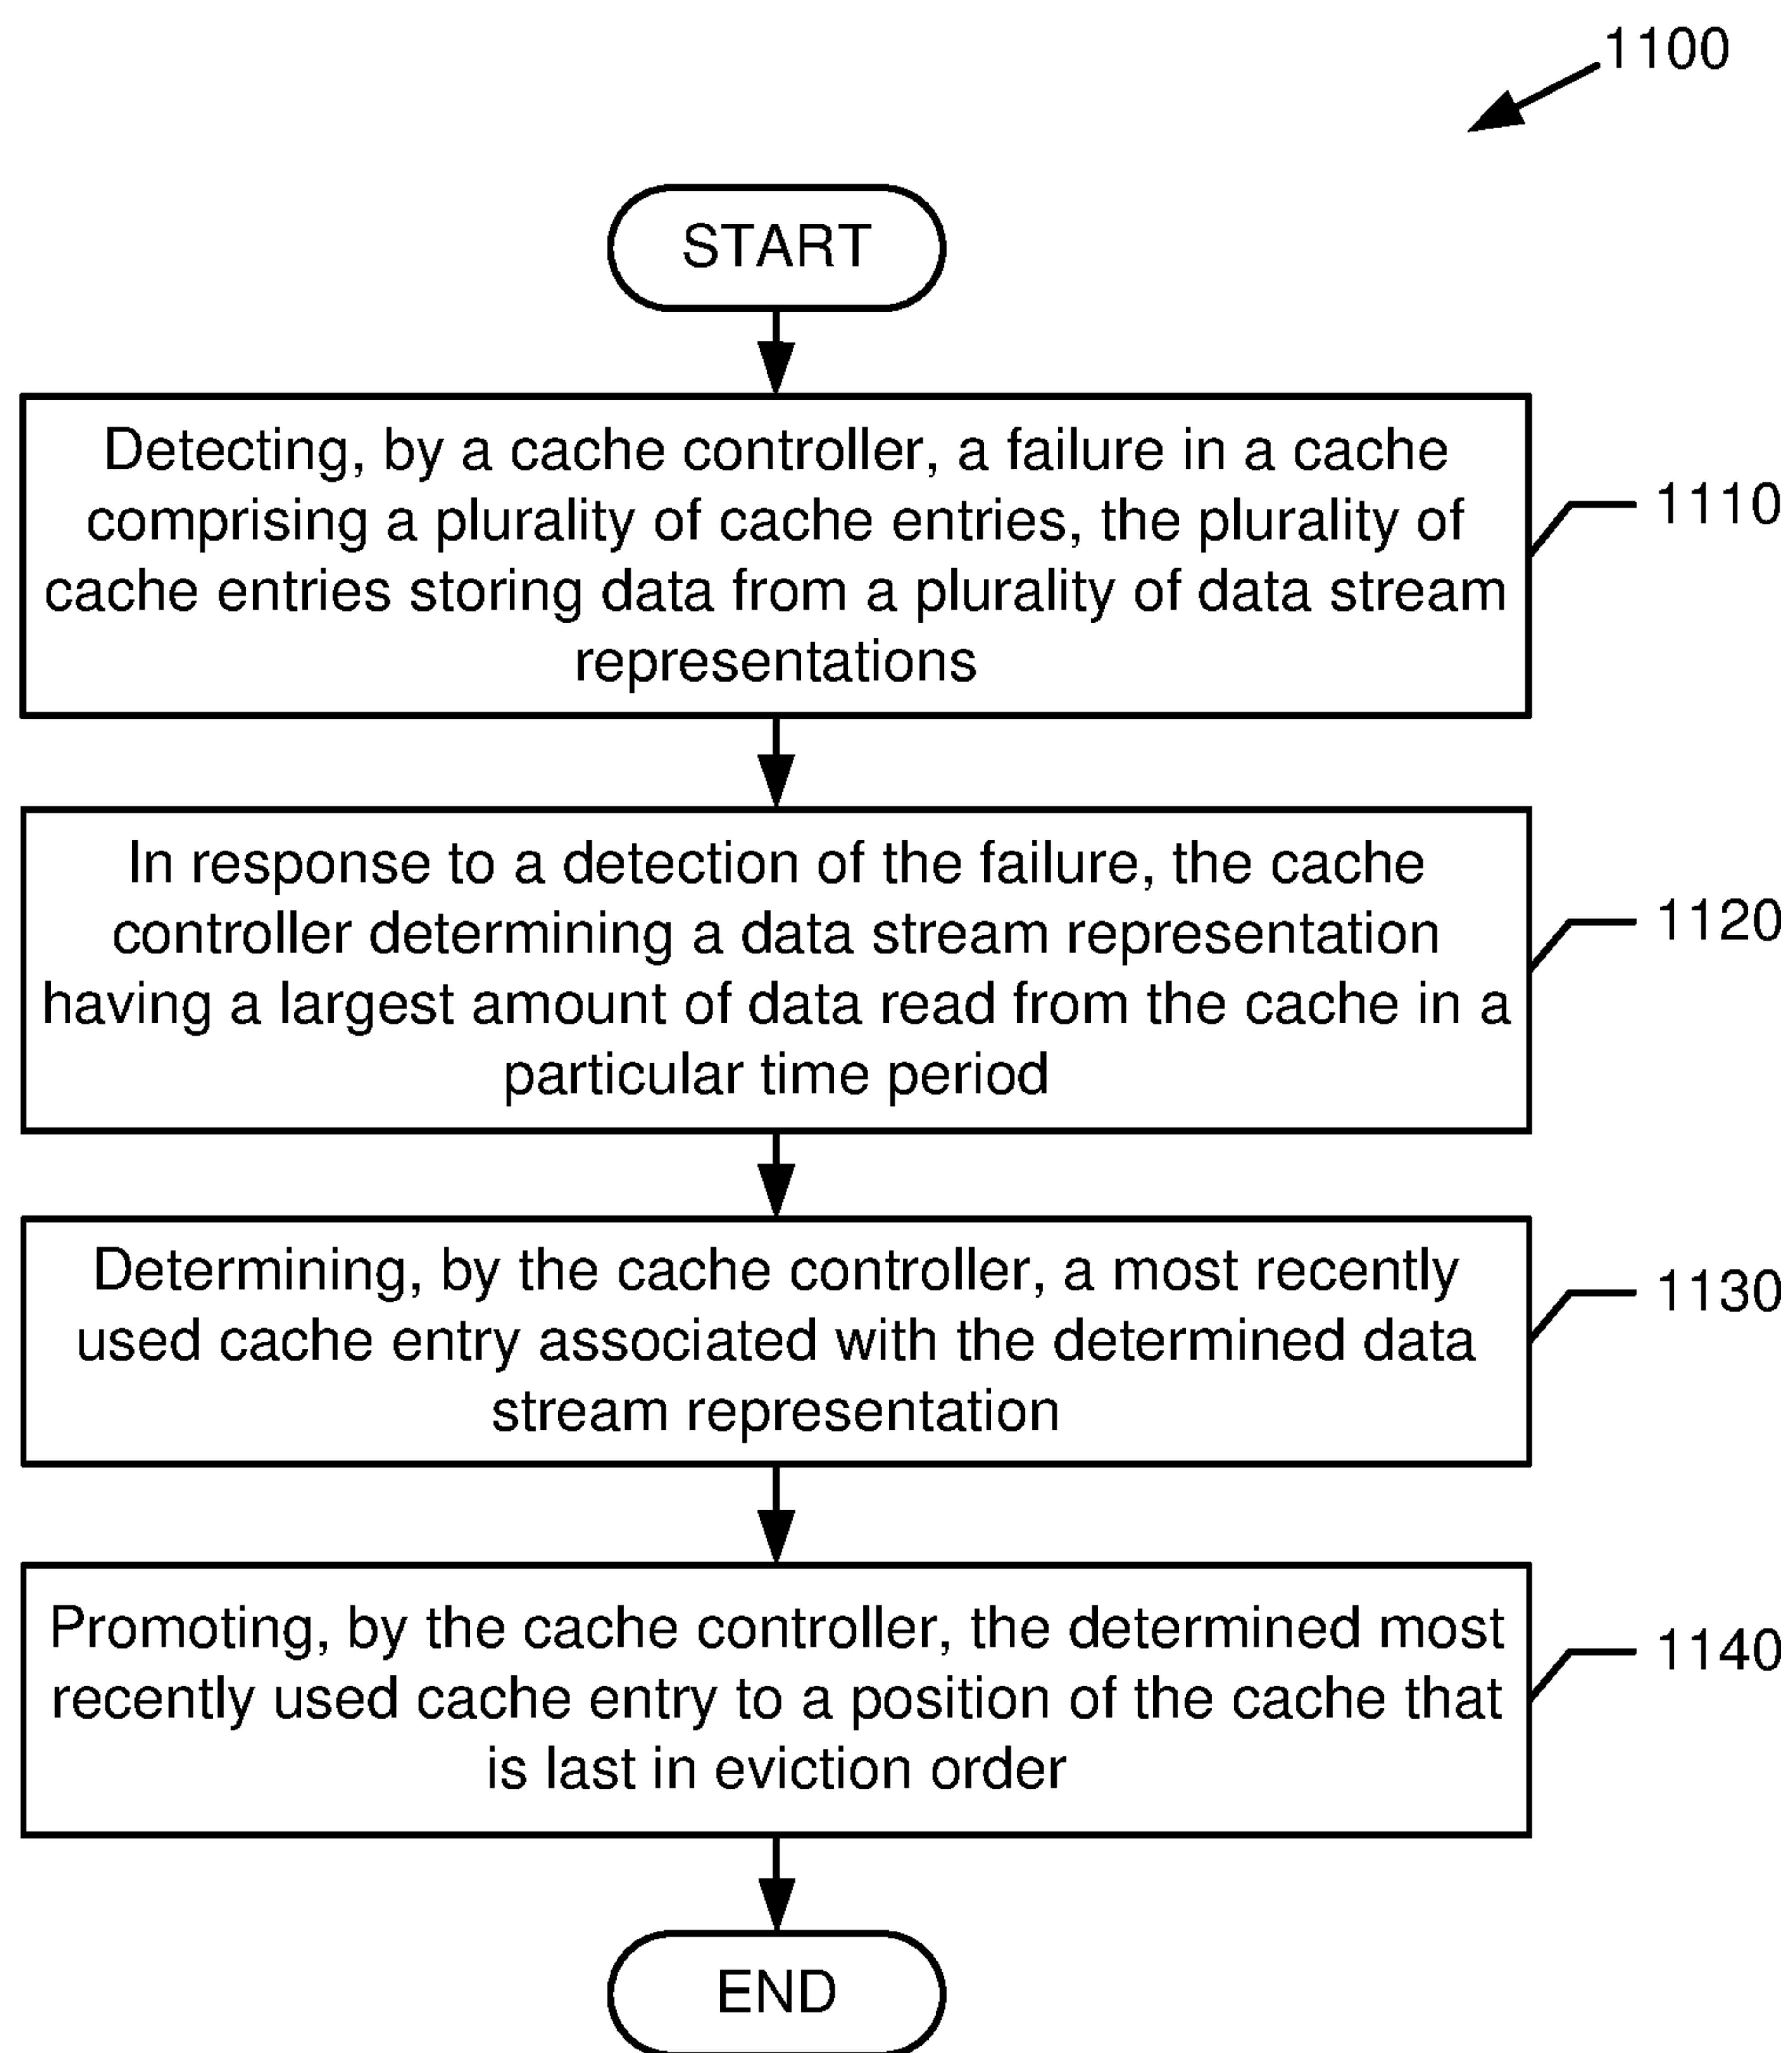 1100
START
Detecting, by a cache controller, a failure in a cache
comprising a plurality of cache entries, the plurality of
cache entries storing data from a plurality of data stream
representations
1110
In response to a detection of the failure, the cache
controller determining a data stream representation
having a largest amount of data read from the cache in a
particular time period
1120
Determining, by the cache controller, a most recently
used cache entry associated with the determined data
stream representation
1130
Promoting, by the cache controller, the determined most
recently used cache entry to a position of the cache that
is last in eviction order
1140
END